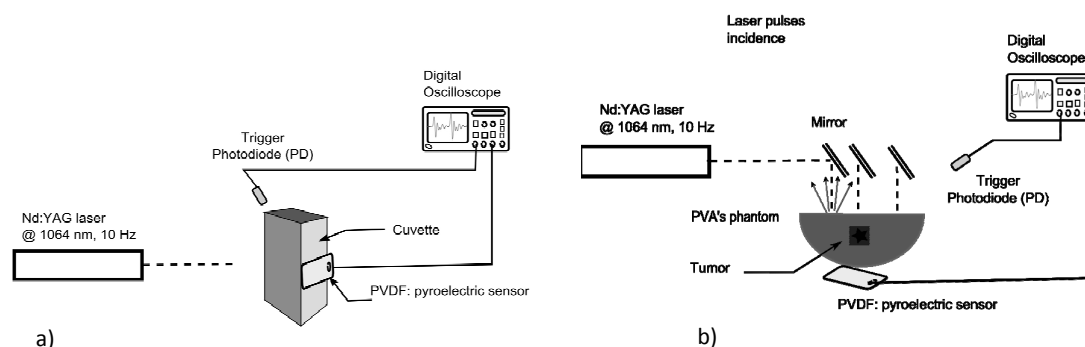 Digital
Oscilloscope
Trigger
Photodiode (PD)
Nd:YAG laser
@ 1064 nm, 10 Hz
Cuvette
PVDF: pyroelectric sensor
a)
Laser pulses
incidence
Digital
Oscilloscope
Nd:YAG laser
@ 1064 nm, 10 Hz
Mirror
Trigger
Photodiode (PD)
PVA's phantom
Tumor
PVDF: pyroelectric sensor
b)